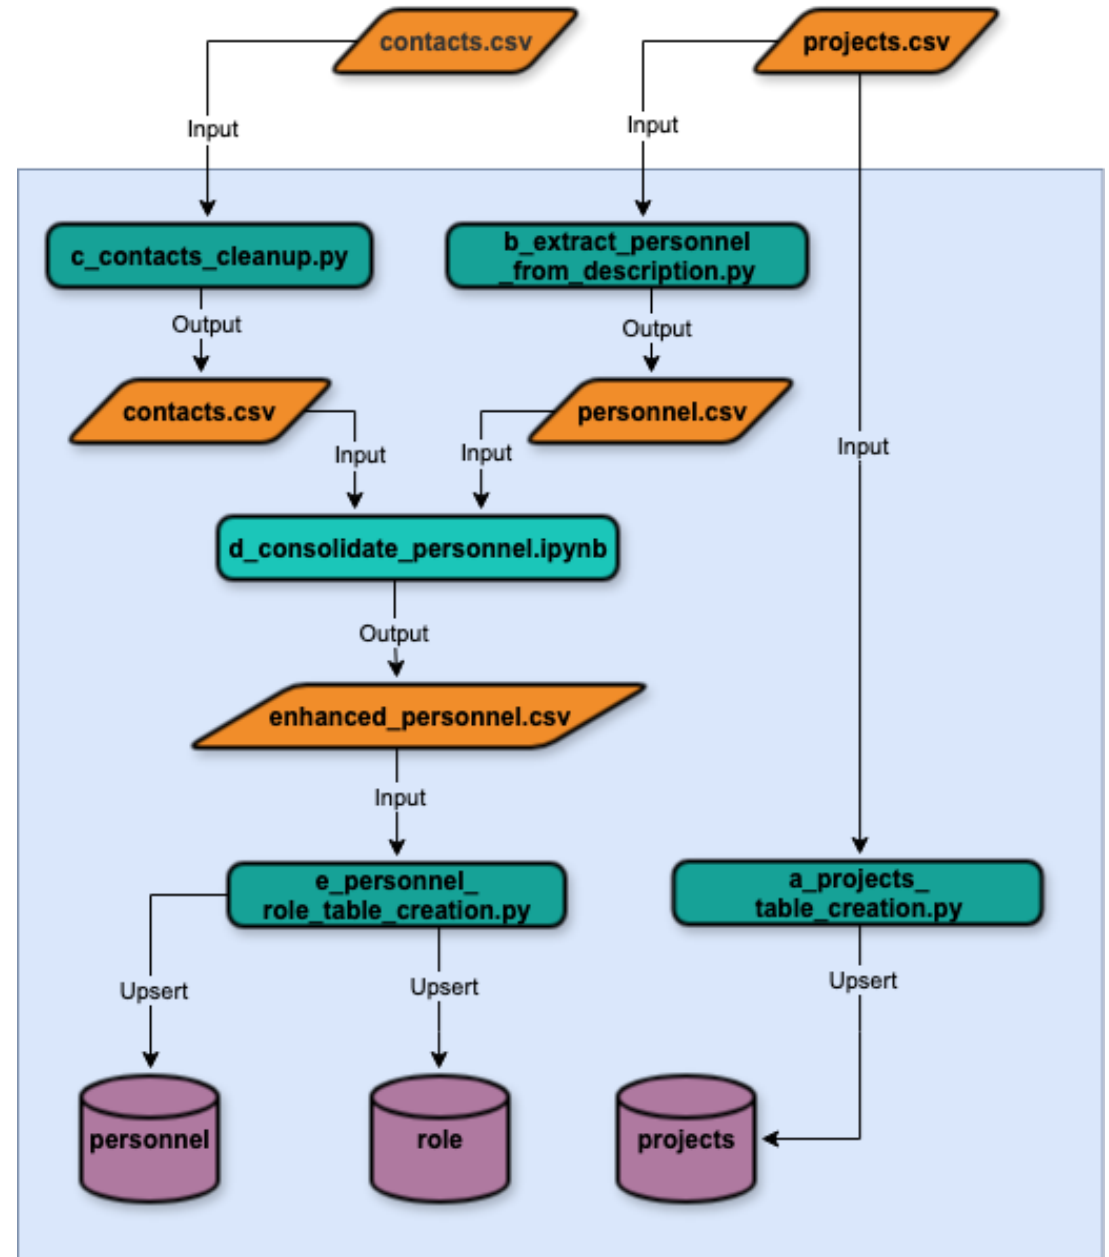 contacts.csv
projects.csv
Input
Input
c_contacts_cleanup.py
b_extract_personnel
_from_description.py
Output
Output
contacts.csv
personnel.csv
Input
Input
Input
d_consolidate_personnel.ipynb
Output
enhanced_personnel.csv
Input
e_personnel_
role_table_creation.py
a_projects_
table_creation.py
Upsert
Upsert
Upsert
personnel
role
projects